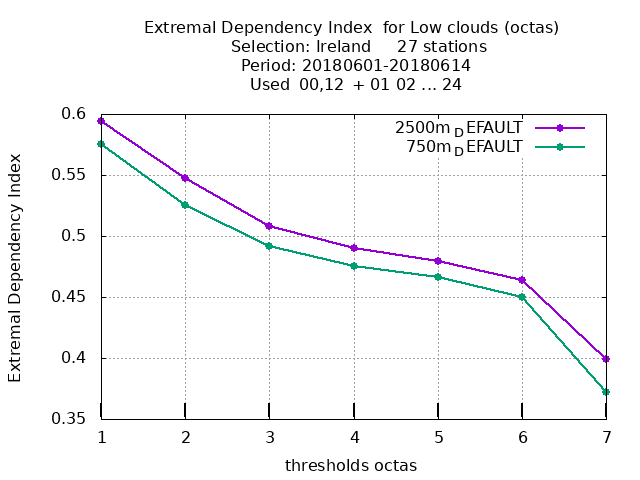 Extremal Dependency Index  for Low clouds (octas)
Selection: Ireland     27 stations
Period: 20180601-20180614
Used  00,12  + 01 02 ... 24
0.6
2500m_DEFAULT
750m_DEFAULT
0.55
0.5
0.45
0.4
0.35
Extremal Dependency Index
1 2 3 4 5 6 7
thresholds octas